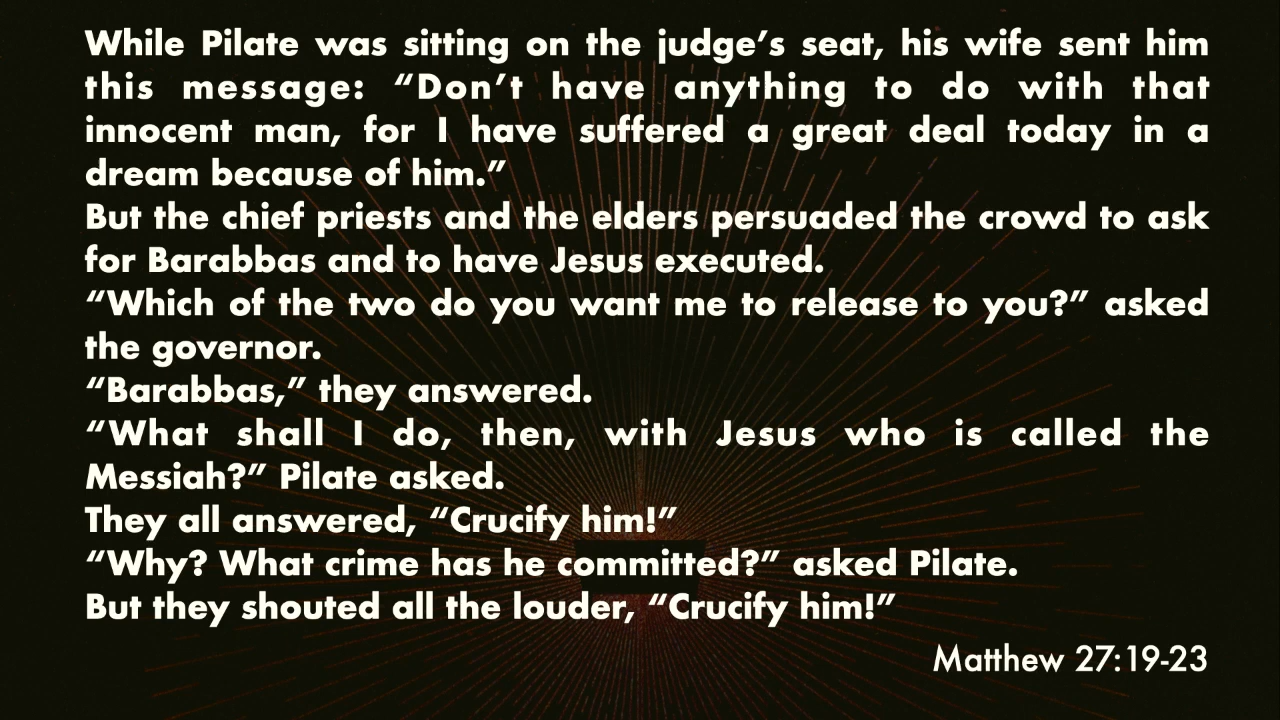 While Pilate was sitting on the judge’s seat, his wife sent him
this message: “Don’t have anything to do with that
innocent man, for I have suffered a great deal today in a
dream because of him.”
But the chief priests and the elders persuaded the crowd to ask
for Barabbas and to have Jesus executed.
“Which of the two do you want me to release to you?” asked
the governor.
“Barabbas,” they answered.
“What shall I do, then, with Jesus who is called the
Messiah?” Pilate asked.
They all answered, “Crucify him!”
“Why? What crime has he committed?” asked Pilate.
But they shouted all the louder, “Crucify him!”
Matthew 27:19-23